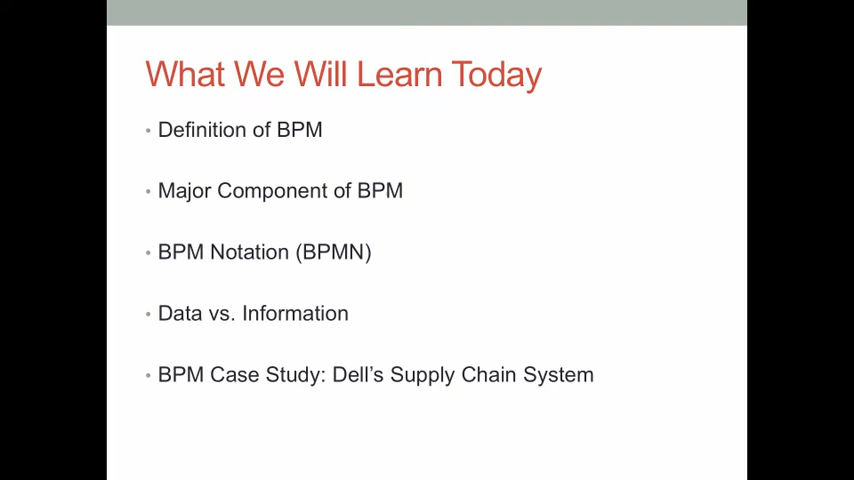 What We Will Learn Today
• Definition of BPM
• Major Component of BPM
• BPM Notation (BPMN)
• Data vs. Information
• BPM Case Study: Dell’s Supply Chain System